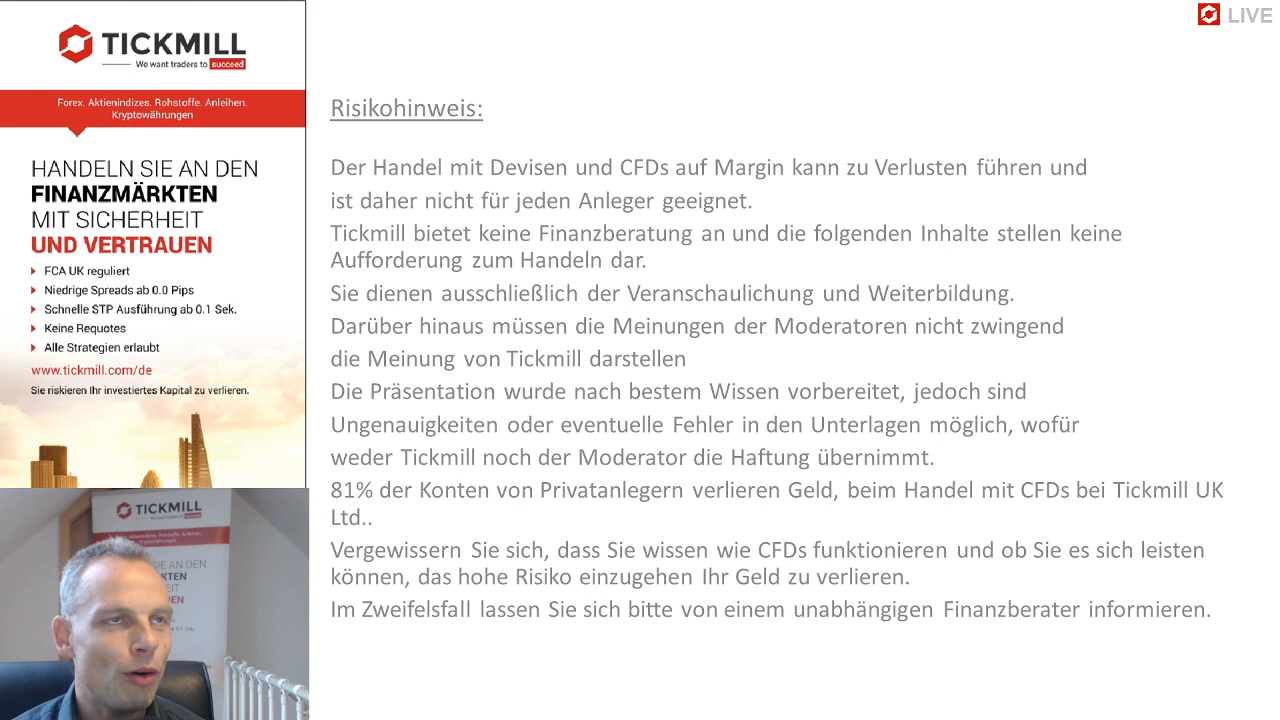 TICKMILL
We want traders to succeed
Forex. Aktienindizes. Rohstoffe. Anleihen.
Kryptowährungen
HANDELN SIE AN DEN
FINANZMÄRKTEN
MIT SICHERHEIT
UND VERTRAUEN
FCA UK reguliert
Niedrige Spreads ab 0.0 Pips
Schnelle STP Ausführung ab 0.1 Sek.
Keine Requotes
Alle Strategien erlaubt
www.tickmill.com/de
Sie riskieren Ihr investiertes Kapital zu verlieren.
TICKMILL
SIE AN DEN
KTEN
EIT
UEN
LIVE
Risikohinweis:
Der Handel mit Devisen und CFDs auf Margin kann zu Verlusten führen und
ist daher nicht für jeden Anleger geeignet.
Tickmill bietet keine Finanzberatung an und die folgenden Inhalte stellen keine
Aufforderung zum Handeln dar.
Sie dienen ausschließlich der Veranschaulichung und Weiterbildung.
Darüber hinaus müssen die Meinungen der Moderatoren nicht zwingend
die Meinung von Tickmill darstellen
Die Präsentation wurde nach bestem Wissen vorbereitet, jedoch sind
Ungenauigkeiten oder eventuelle Fehler in den Unterlagen möglich, wofür
weder Tickmill noch der Moderator die Haftung übernimmt.
81% der Konten von Privatanlegern verlieren Geld, beim Handel mit CFDs bei Tickmill UK
Ltd..
Vergewissern Sie sich, dass Sie wissen wie CFDs funktionieren und ob Sie es sich leisten
können, das hohe Risiko einzugehen Ihr Geld zu verlieren.
Im Zweifelsfall lassen Sie sich bitte von einem unabhängigen Finanzberater informieren.